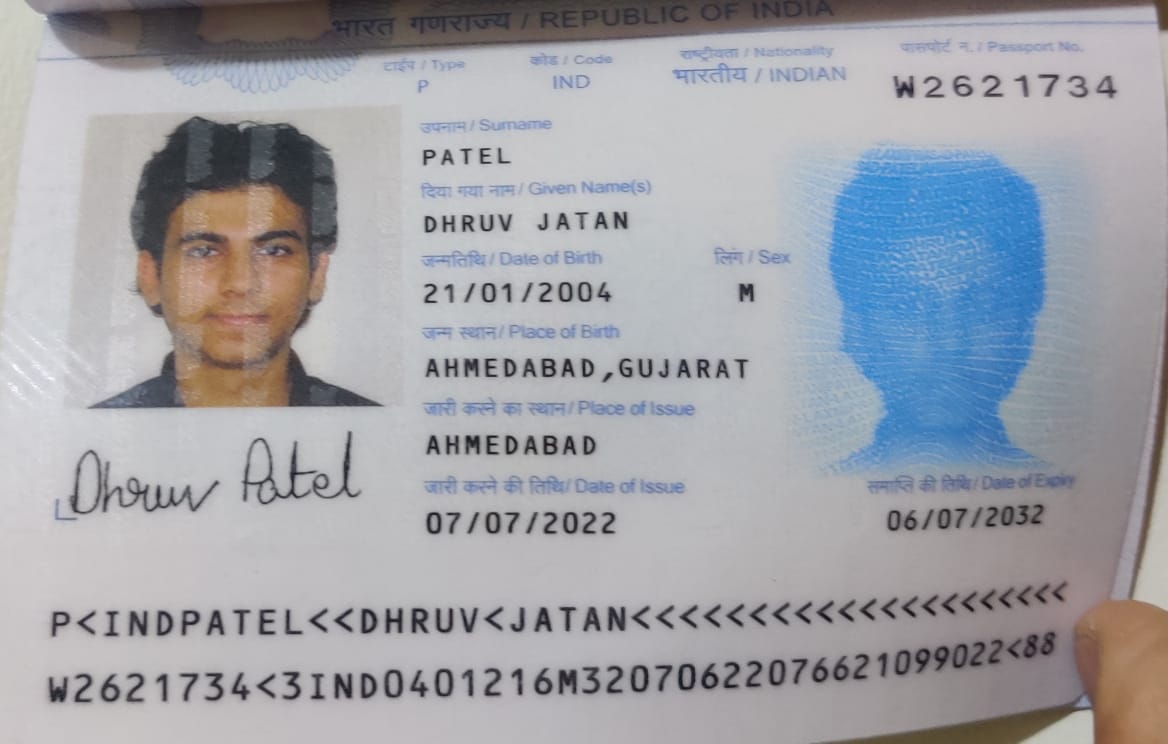 भारत गणराज्य / REPUBLIC OF INDIA
टाईप / Type
कोड / Code
राष्ट्रीयता / Nationality
पासपोर्ट न. / Passport No.
P
IND
भारतीय / INDIAN
W2621734
उपनाम / Surname
PATEL
दिया गया नाम / Given Name(s)
DHRUV JATAN
जन्मतिथि / Date of Birth
लिंग / Sex
21/01/2004
M
जन्म स्थान / Place of Birth
AHMEDABAD,GUJARAT
जारी करने का स्थान / Place of Issue
AHMEDABAD
Dhruv Patel
जारी करने की तिथि / Date of Issue
समाप्ति की तिथि / Date of Expiry
07/07/2022
06/07/2032
P<INDPATEL<<DHRUV<JATAN<<<<<<<<<<<<<<<<<<<<<
W2621734<3IND0401216M32070622076621099022<88